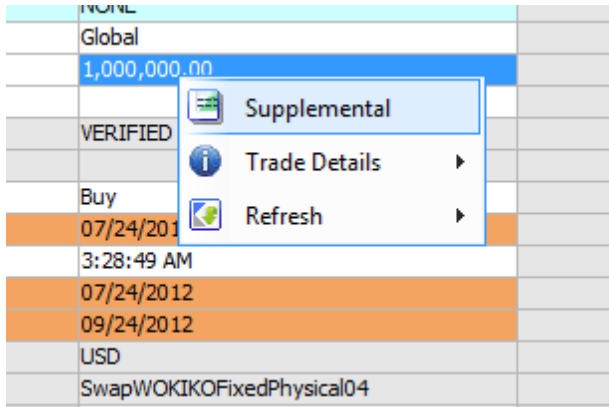 NONE
Global
1,000,000.00
Supplemental
VERIFIED
Trade Details
Buy
Refresh
07/24/201
3:28:49 AM
07/24/2012
09/24/2012
USD
SwapWOKIKOFixedPhysical04